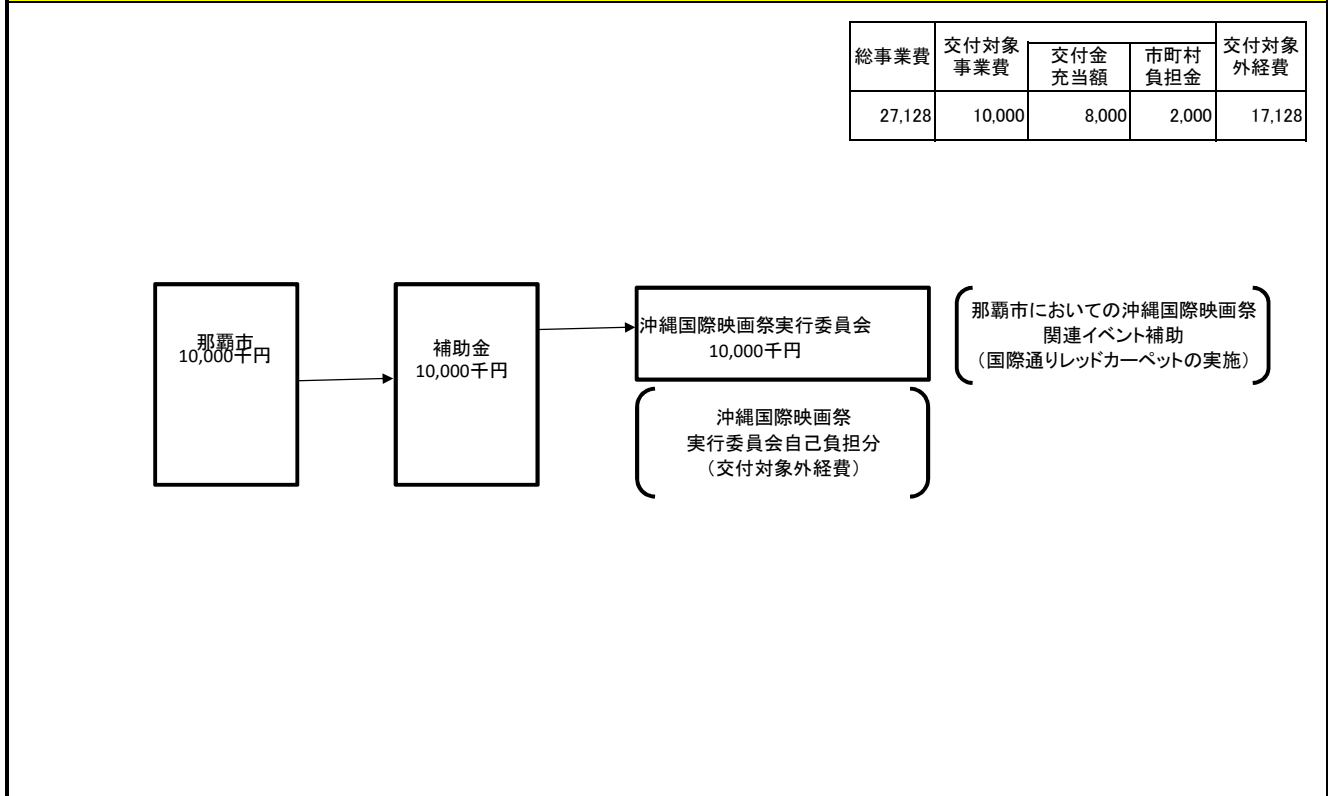 総事業費
交付対象
事業費
交付金
充当額
市町村
負担金
交付対象
外経費
27,128
10,000
8,000
2,000
17,128
那覇市
10,000千円
補助金
10,000千円
沖縄国際映画祭実行委員会
10,000千円
那覇市においての沖縄国際映画祭
関連イベント補助
（国際通りレッドカーペットの実施）
沖縄国際映画祭
実行委員会自己負担分
（交付対象外経費）